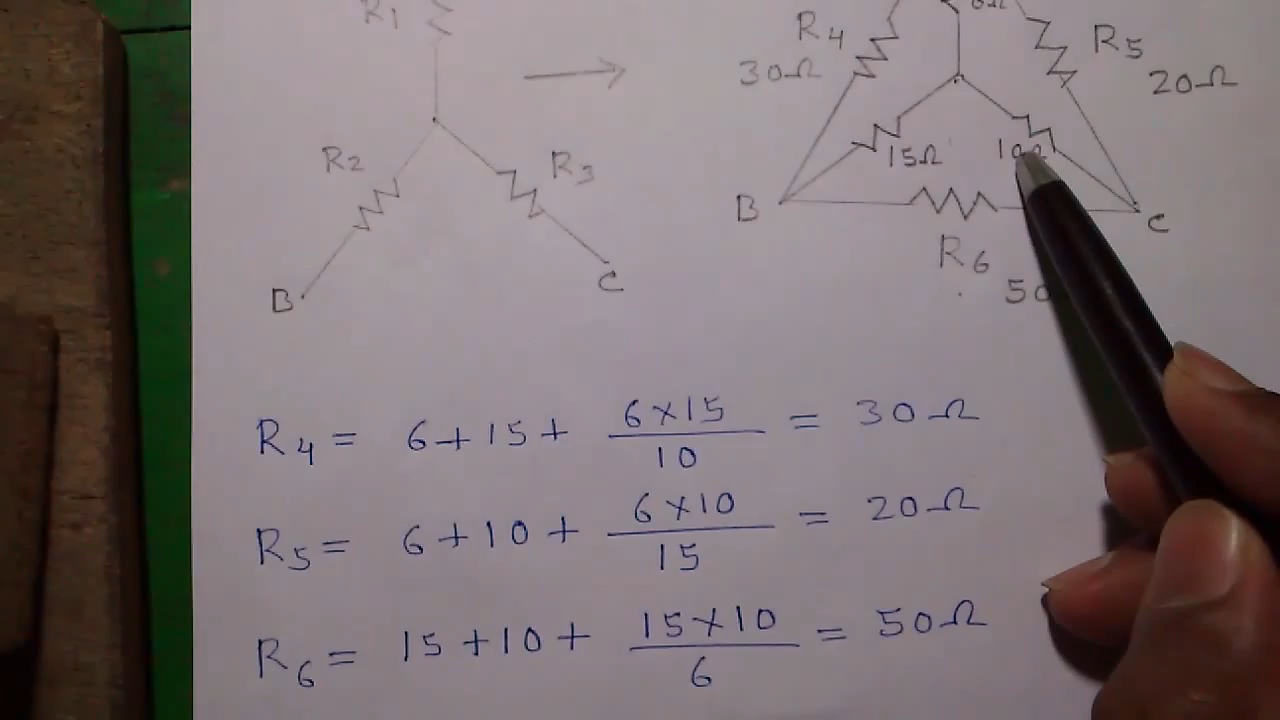 R1
R2
R3
B
C
R4
30Ω
R5
20Ω
15Ω
10Ω
B
C
R6
R4 = 6+15+ 6×15/10 = 30Ω
R5 = 6+10+ 6×10/15 = 20Ω
R6 = 15+10+ 15×10/6 = 50Ω